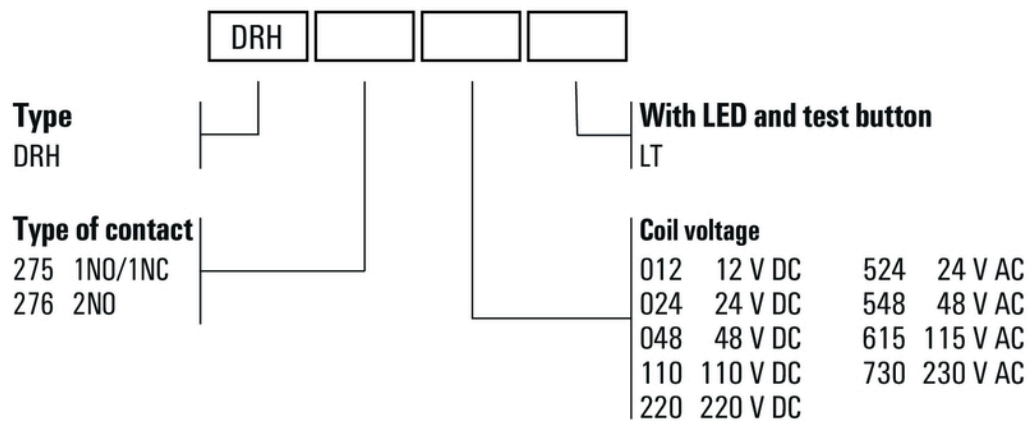 DRH
Type
DRH
With LED and test button
LT
Type of contact
275 1NO/1NC
276 2NO
Coil voltage
012 12 V DC 524 24 V AC
024 24 V DC 548 48 V AC
048 48 V DC 615 115 V AC
110 110 V DC 730 230 V AC
220 220 V DC